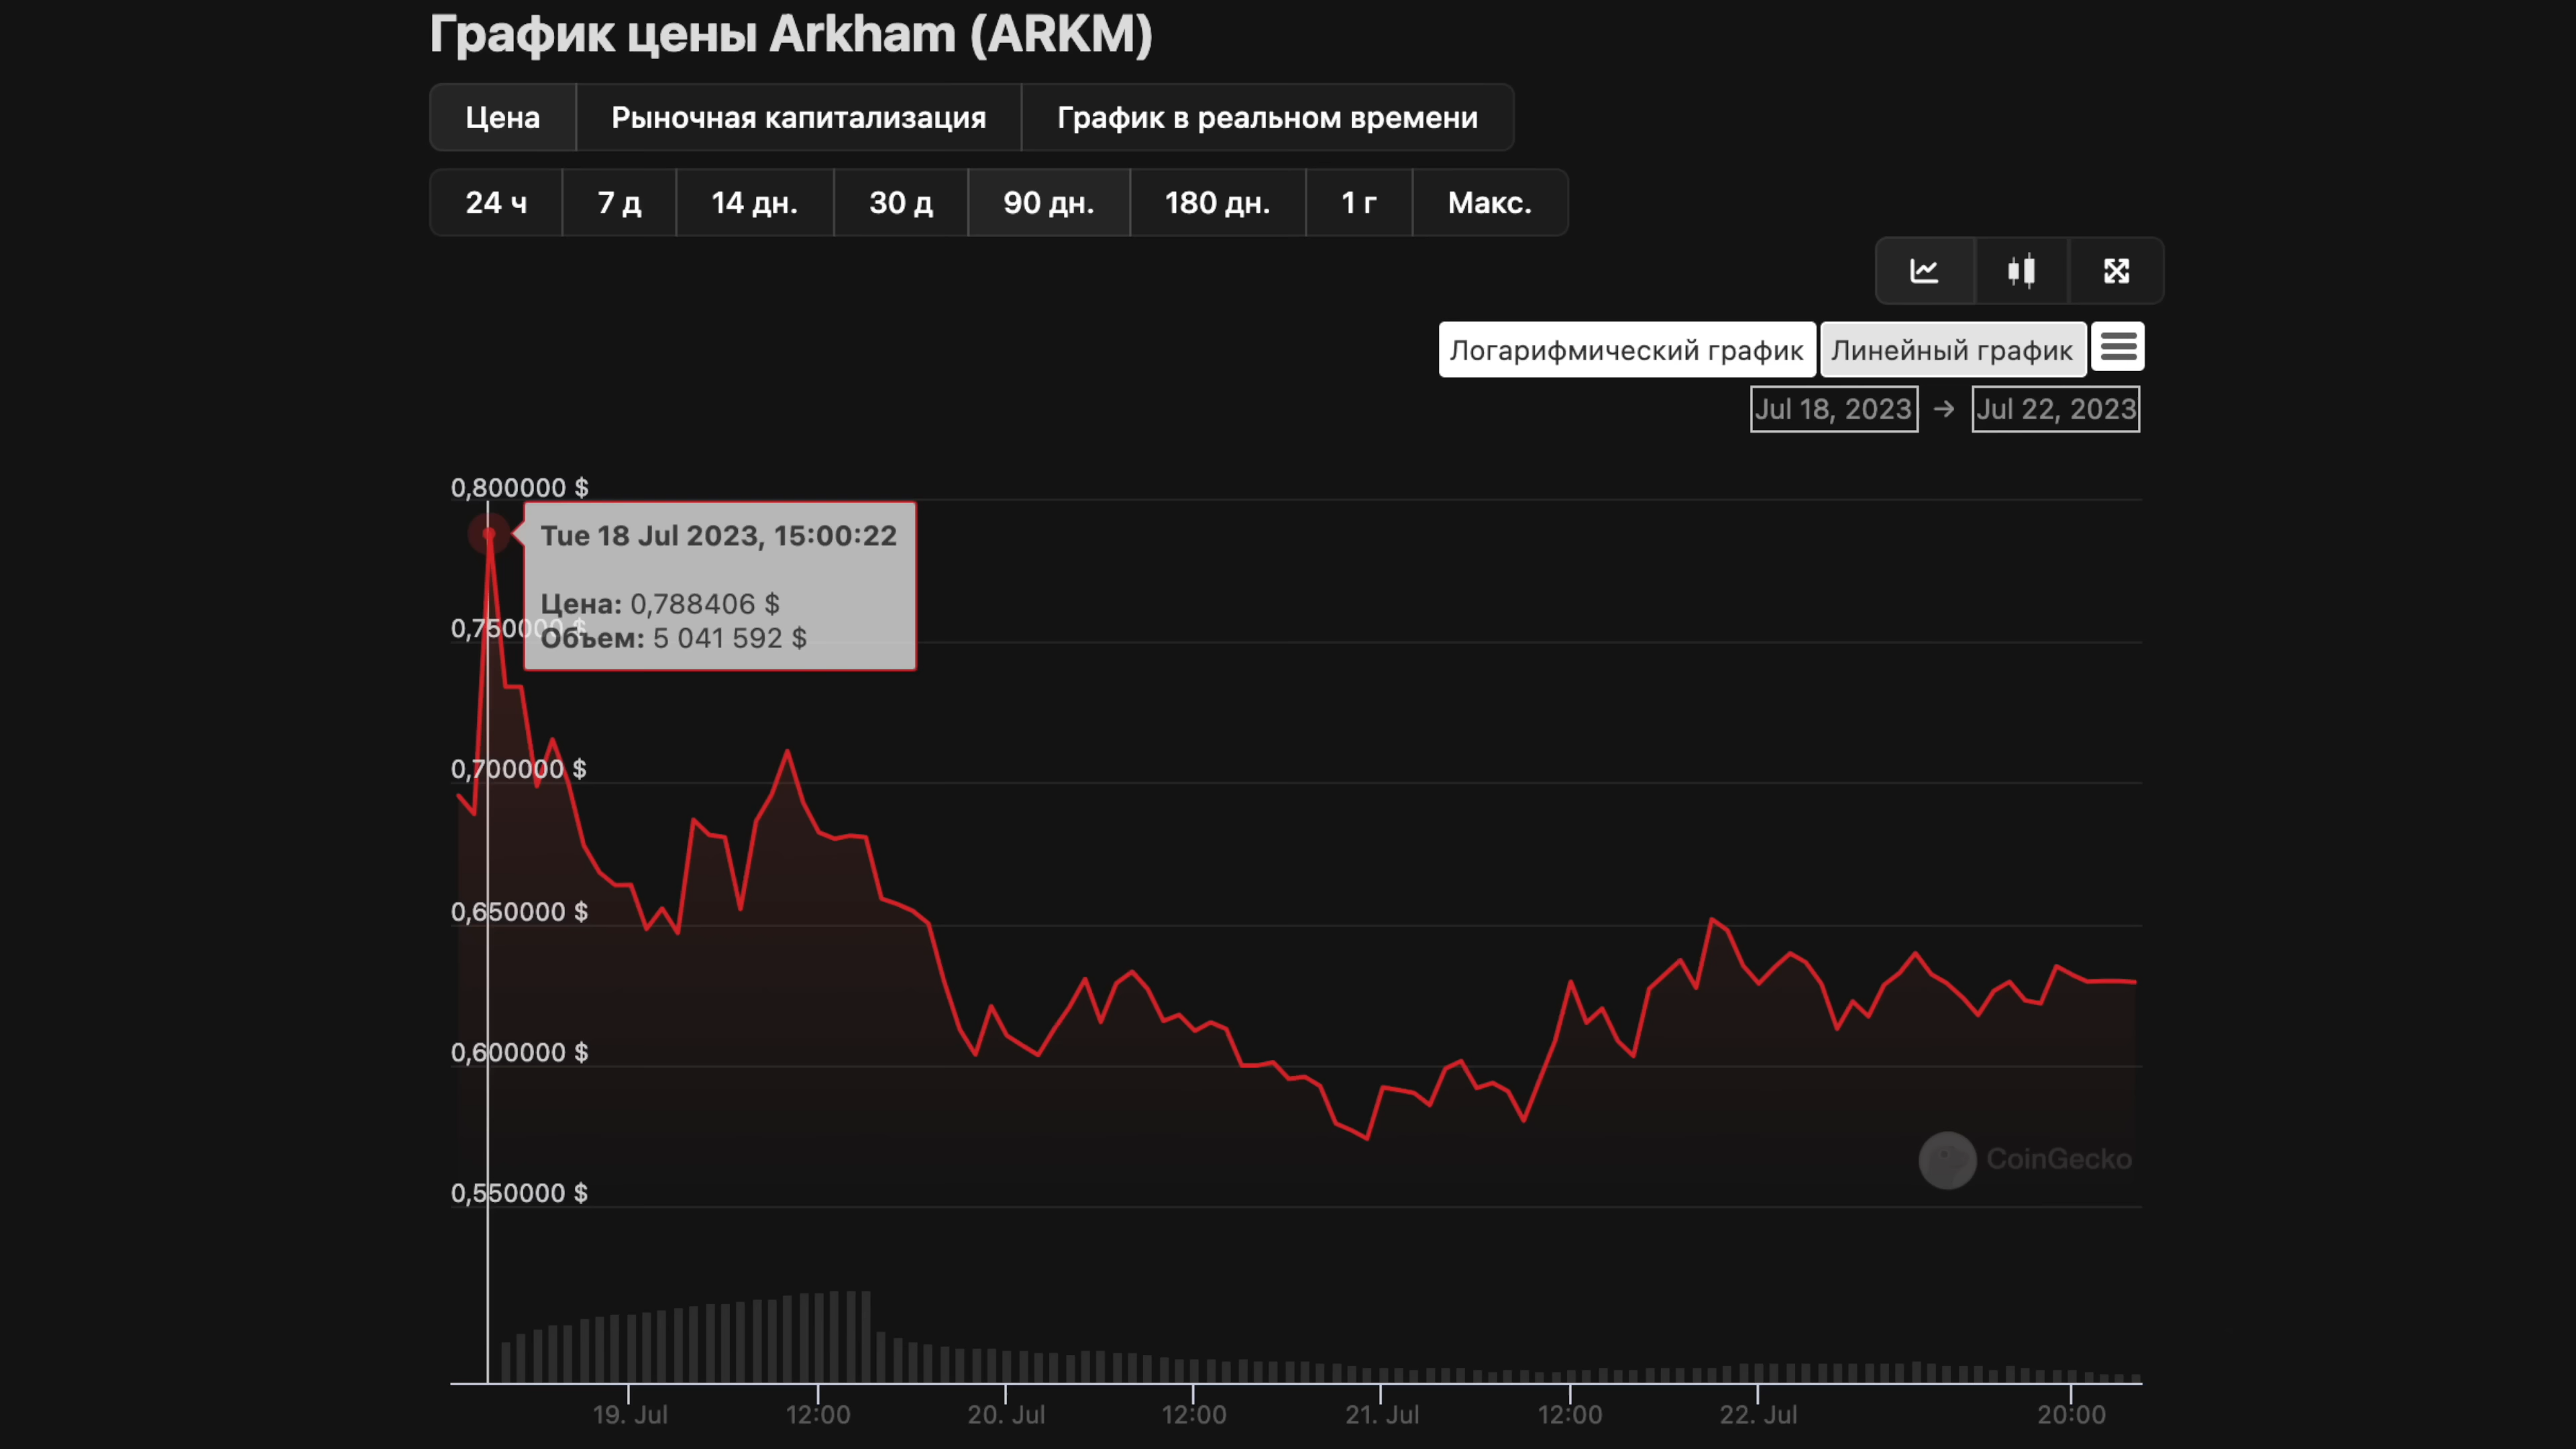 График цены Arkham (ARKM)
Цена Рыночная капитализация График в реальном времени
24 ч 7 д 14 дн. 30 д 90 дн. 180 дн. 1 г Макс.
Логарифмический график Линейный график
Jul 18, 2023 → Jul 22, 2023
0,800000 $
Tue 18 Jul 2023, 15:00:22
Цена: 0,788406 $
0,750000 $
Объем: 5 041 592 $
0,700000 $
0,650000 $
0,600000 $
CoinGecko
0,550000 $
19. Jul 12:00 20. Jul 12:00 21. Jul 12:00 22. Jul 20:00